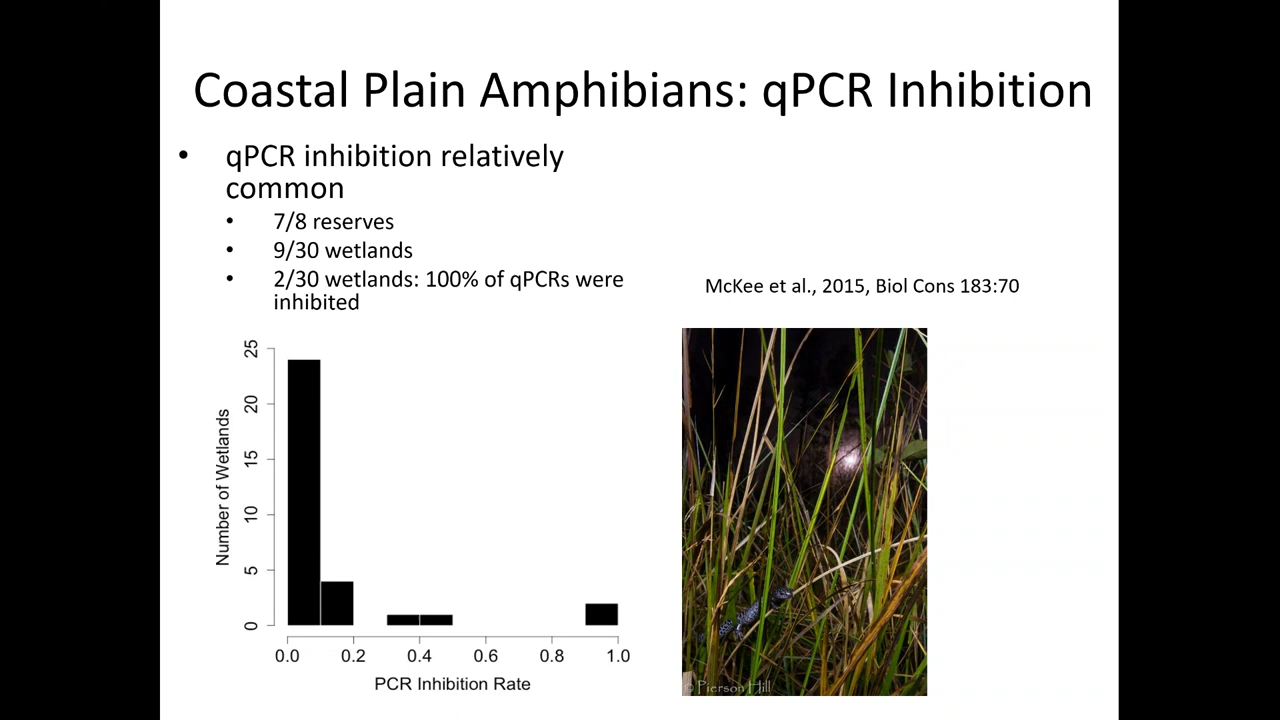 Coastal Plain Amphibians: qPCR Inhibition
• qPCR inhibition relatively
common
• 7/8 reserves
• 9/30 wetlands
• 2/30 wetlands: 100% of qPCRs were
inhibited
McKee et al., 2015, Biol Cons 183:70
Number of Wetlands
25
20
15
10
5
0
0.0 0.2 0.4 0.6 0.8 1.0
PCR Inhibition Rate
© Pierson Hill